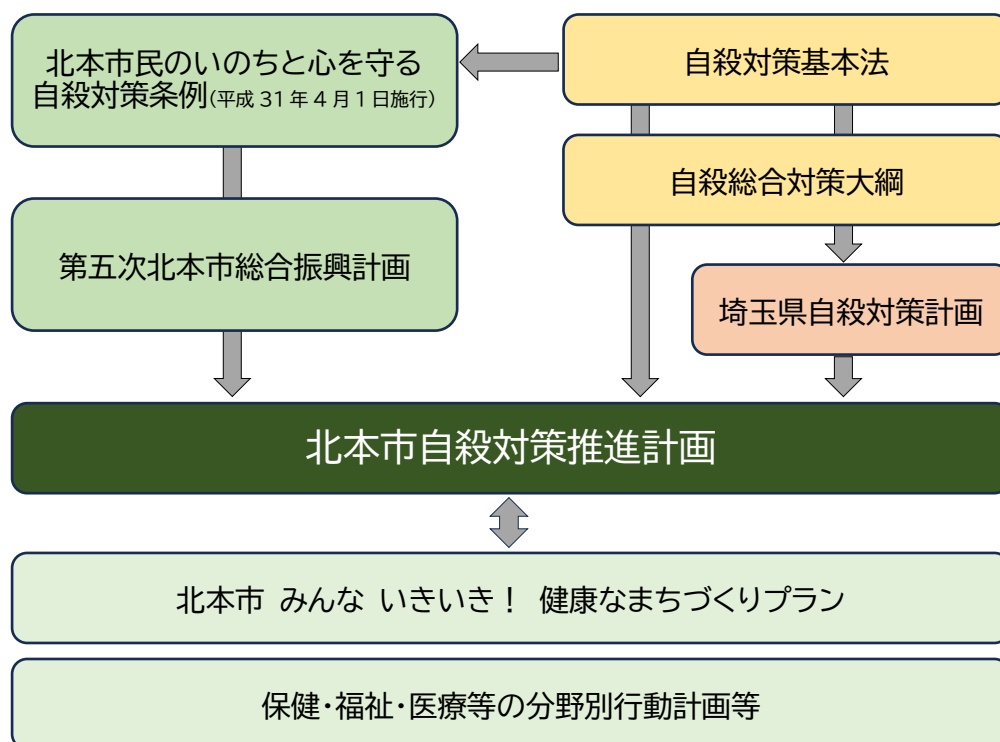 北本市民のいのちと心を守る
自殺対策条例(平成 31 年 4 月 1 日施行)
自殺対策基本法
自殺総合対策大綱
第五次北本市総合振興計画
埼玉県自殺対策計画
北本市自殺対策推進計画
北本市 みんな いきいき! 健康なまちづくりプラン
保健・福祉・医療等の分野別行動計画等